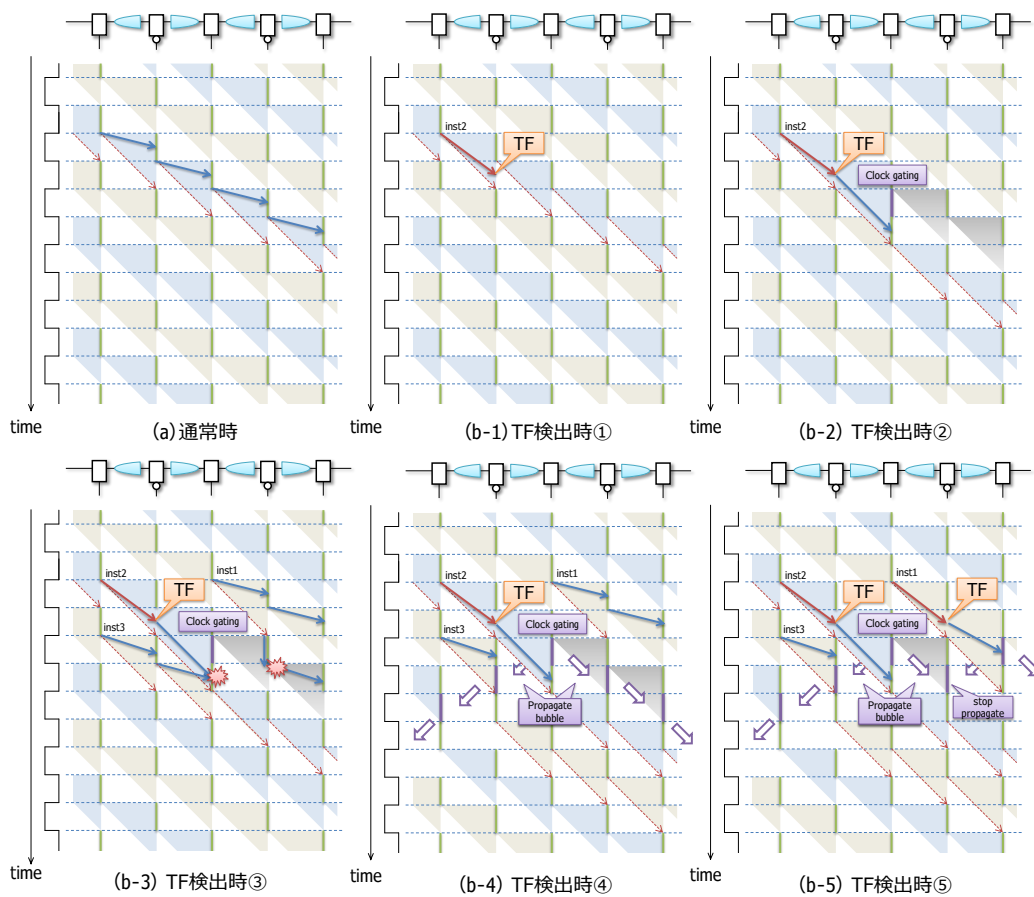 time
(a)通常時
inst2
TF
time
(b-1)TF検出時①
inst2
TF
Clock gating
time
(b-2) TF検出時②
inst2
inst1
TF
Clock gating
inst3
time
(b-3) TF検出時③
inst2
inst1
TF
Clock gating
inst3
Propagate
bubble
time
(b-4) TF検出時④
inst2
inst1
TF
TF
Clock gating
inst3
Propagate
bubble
stop
propagate
time
(b-5) TF検出時⑤